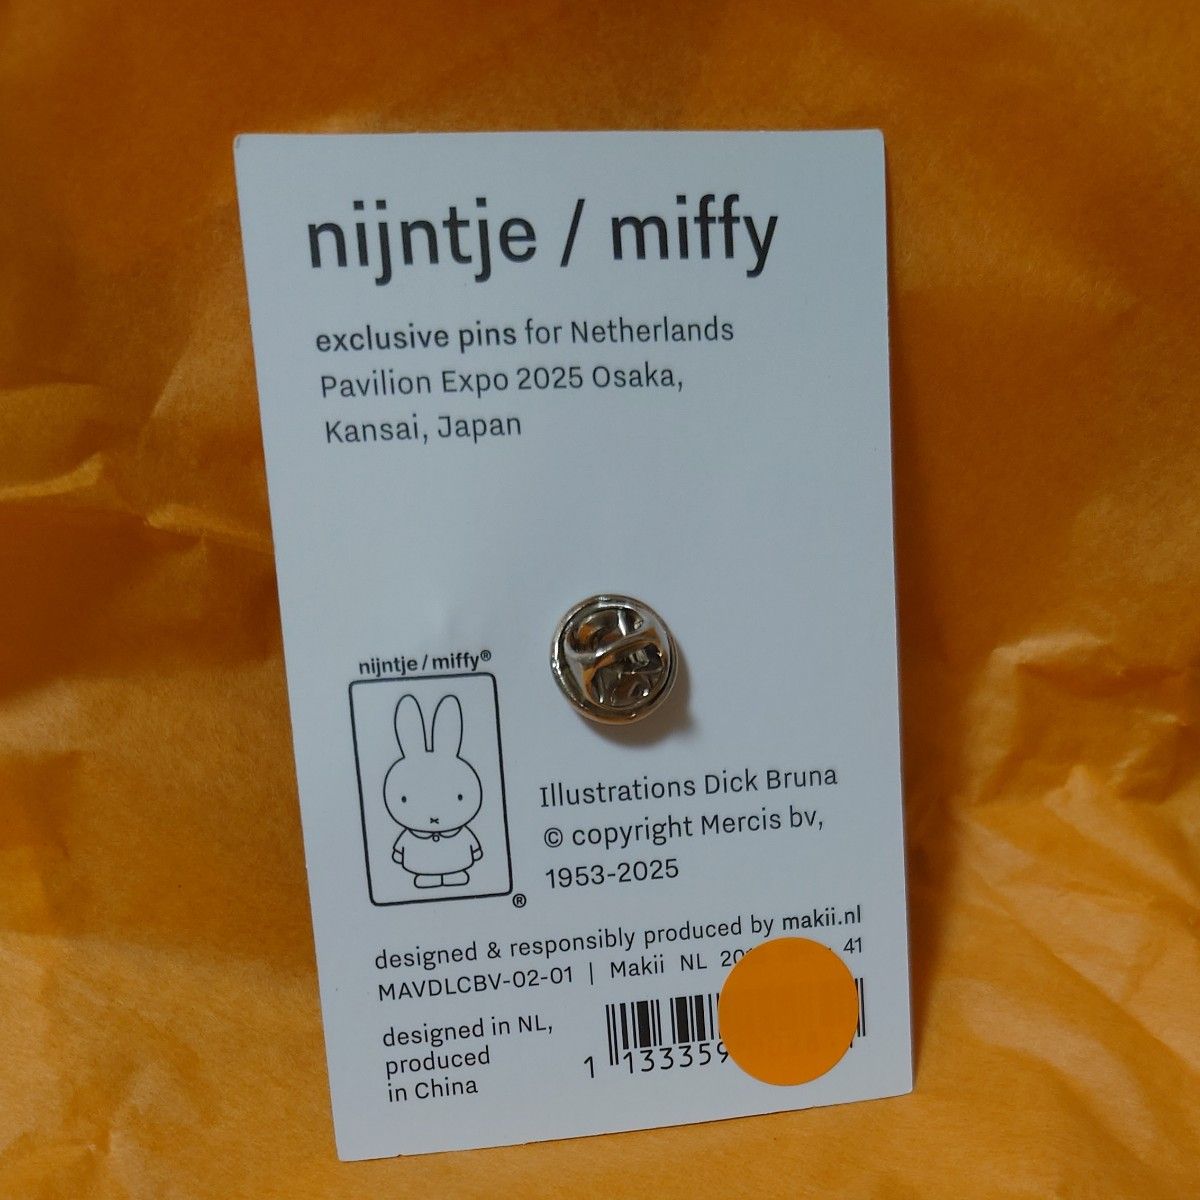 nijntje / miffy
exclusive pins for Netherlands
Pavilion Expo 2025 Osaka,
Kansai, Japan
nijntje / miffy®
®
Illustrations Dick Bruna
© copyright Mercis bv,
1953-2025
designed & responsibly produced by makii.nl
MAVDLCBV-02-01 | Makii NL 41
designed in NL,
produced
in China
1 133359